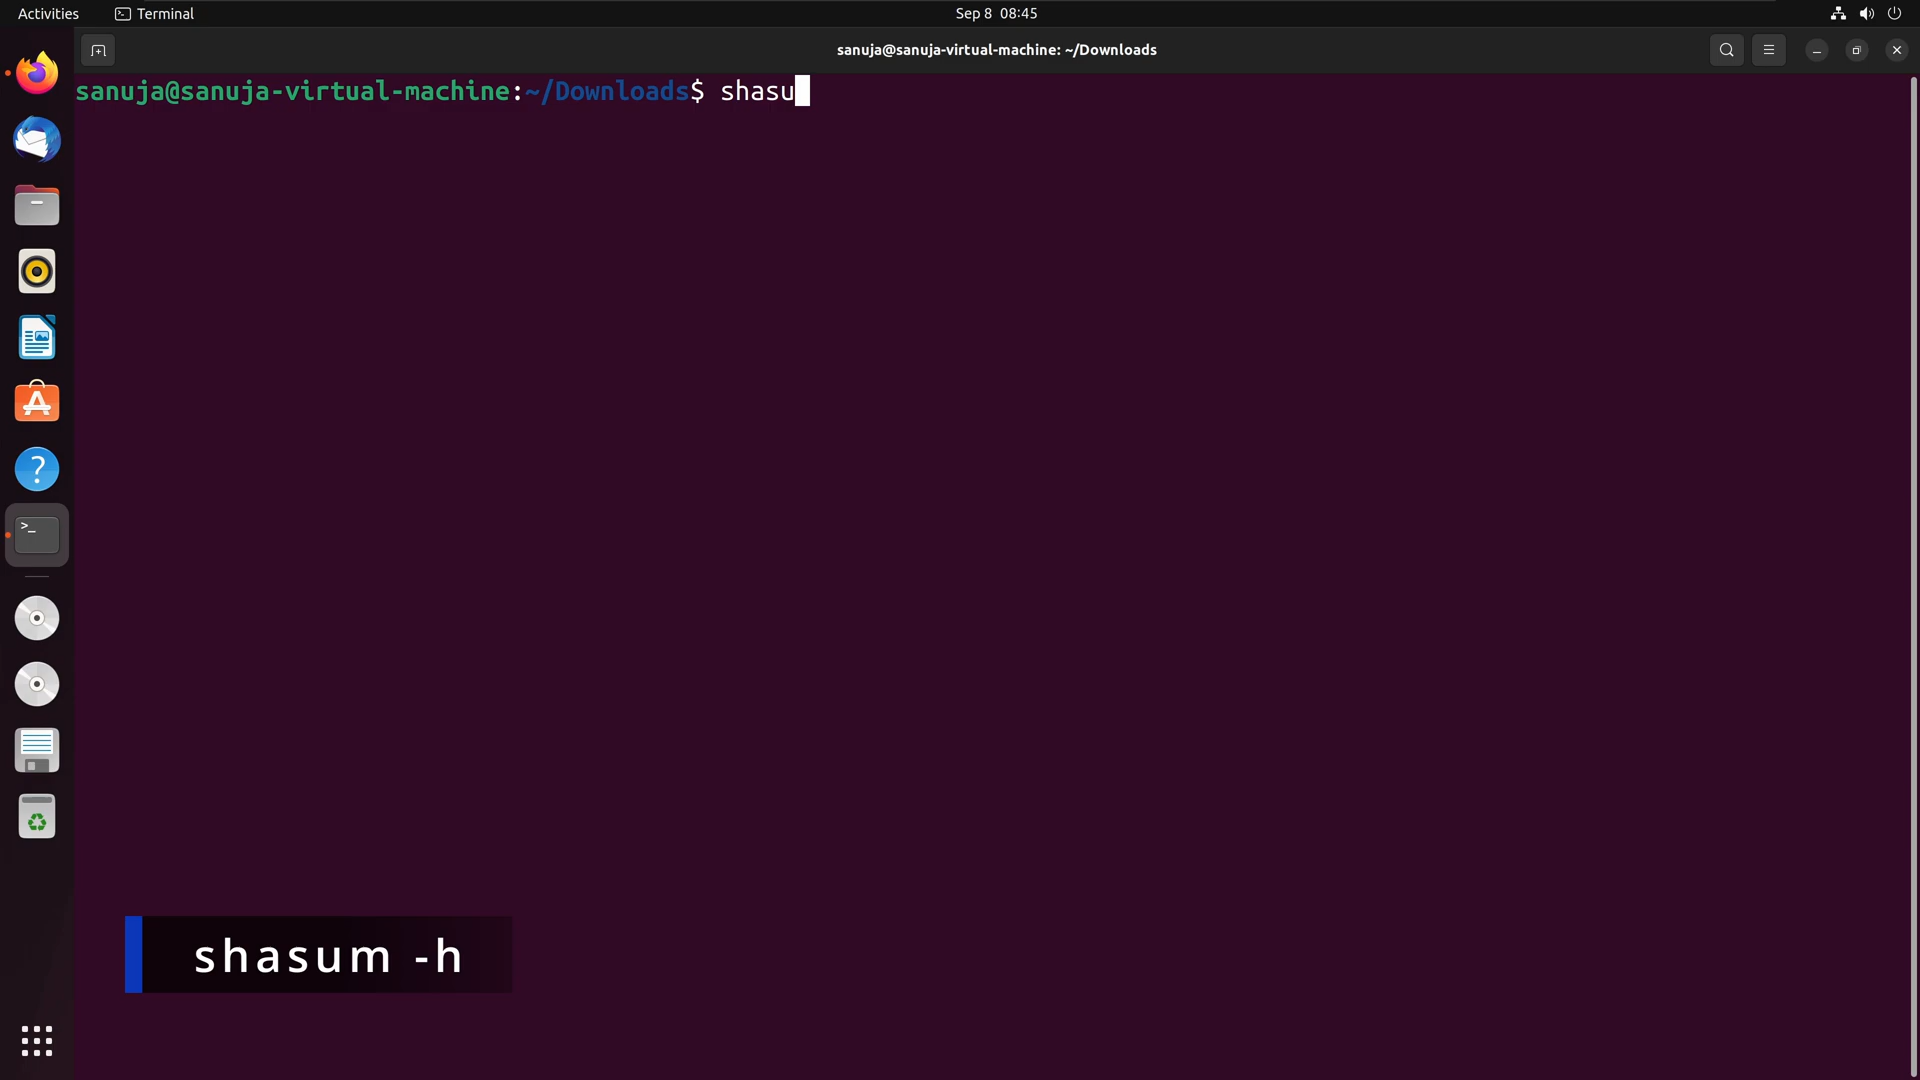 Activities
Terminal
Sep 8 08:45
sanuja@sanuja-virtual-machine: ~/Downloads
sanuja@sanuja-virtual-machine:~/Downloads$ shasu
shasum -h